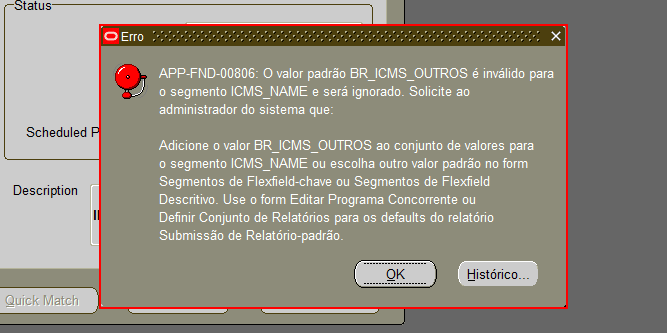 Status
Erro
APP-FND-00806: O valor padrão BR_ICMS_OUTROS é inválido para
o segmento ICMS_NAME e será ignorado. Solicite ao
administrador do sistema que:
Adicione o valor BR_ICMS_OUTROS ao conjunto de valores para
o segmento ICMS_NAME ou escolha outro valor padrão no form
Segmentos de Flexfield-chave ou Segmentos de Flexfield
Descritivo. Use o form Editar Programa Concorrente ou
Definir Conjunto de Relatórios para os defaults do relatório
Submissão de Relatório-padrão.
Scheduled P
Description
OK
Histórico...
Quick Match